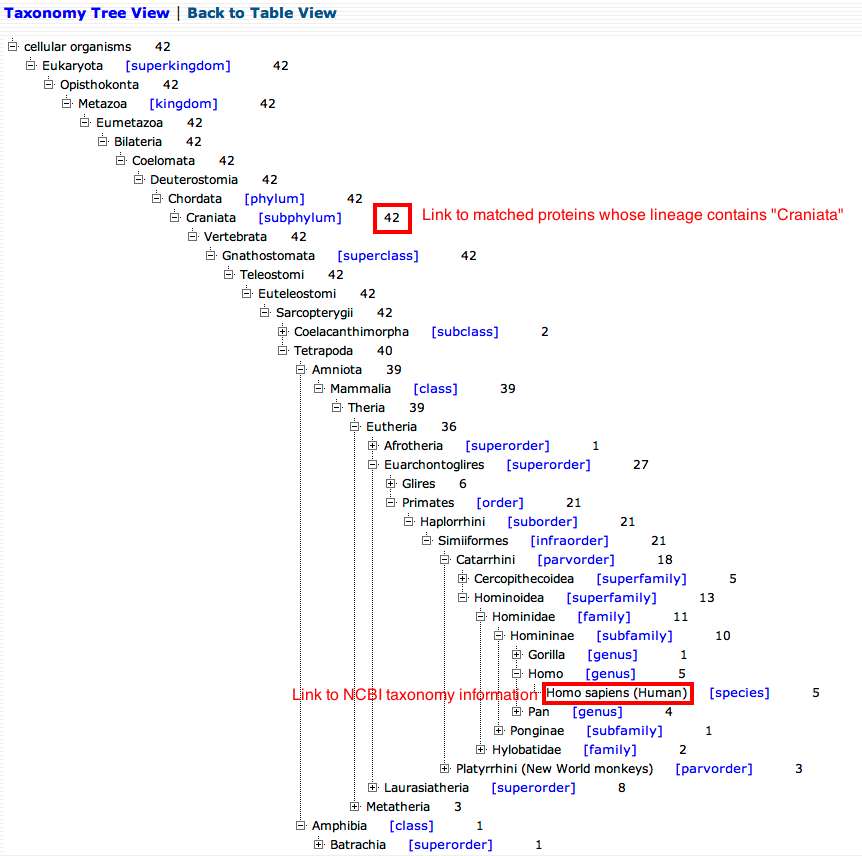 Taxonomy Tree View | Back to Table View
cellular organisms 42
Eukaryota [superkingdom] 42
Opisthokonta 42
Metazoa [kingdom] 42
Eumetazoa 42
Bilateria 42
Coelomata 42
Deuterostomia 42
Chordata [phylum] 42
Craniata [subphylum] 42 Link to matched proteins whose lineage contains "Craniata"
Vertebrata 42
Gnathostomata [superclass] 42
Teleostomi 42
Euteleostomi 42
Sarcopterygii 42
Coelacanthimorpha [subclass] 2
Tetrapoda 40
Amniota 39
Mammalia [class] 39
Theria 39
Eutheria 36
Afrotheria [superorder] 1
Euarchontoglires [superorder] 27
Glires 6
Primates [order] 21
Haplorrhini [suborder] 21
Simiiformes [infraorder] 21
Catarrhini [parvorder] 18
Cercopithecoidea [superfamily] 5
Hominoidea [superfamily] 13
Hominidae [family] 11
Homininae [subfamily] 10
Gorilla [genus] 1
Homo [genus] 5
Link to NCBI taxonomy information Homo sapiens (Human) [species] 5
Pan [genus] 4
Ponginae [subfamily] 1
Hylobatidae [family] 2
Platyrrhini (New World monkeys) [parvorder] 3
Laurasiatheria [superorder] 8
Metatheria 3
Amphibia [class] 1
Batrachia [superorder] 1